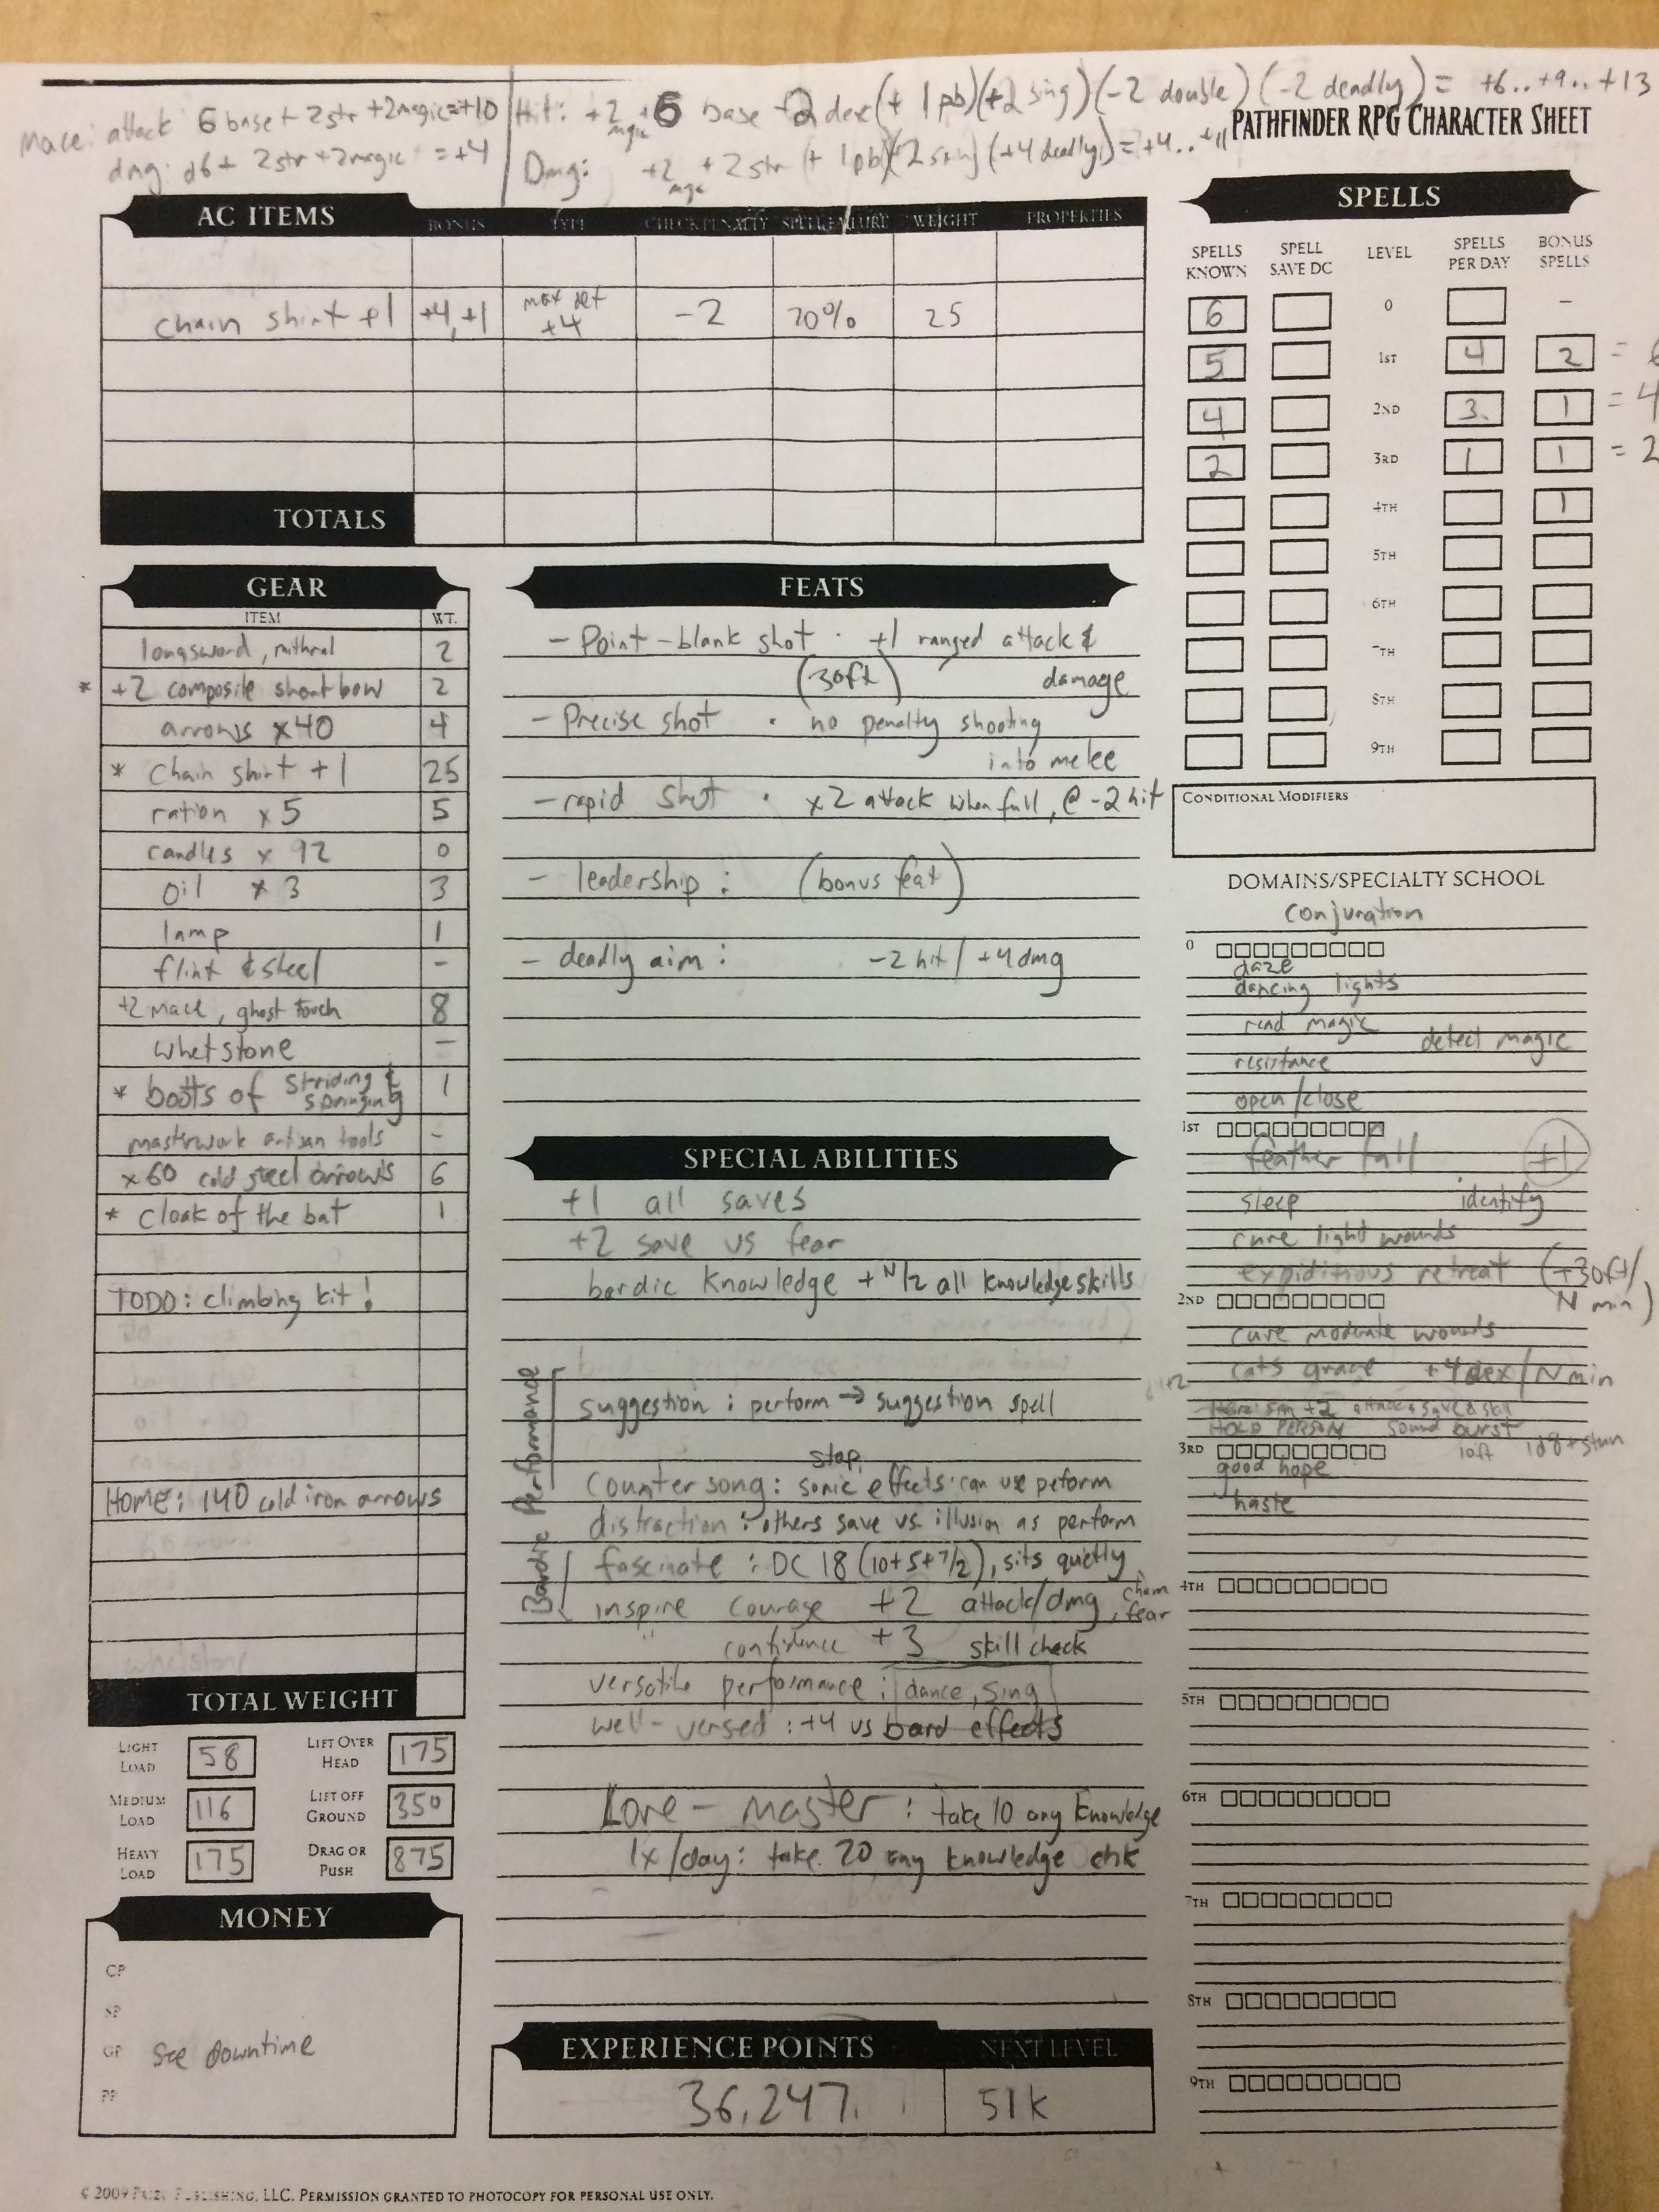 mace: attack 6 base + 2str + 2magic = +10
dmg: d6 + 2str + 2magic = +4
Hit: +2 magic +6 base +2 dex (+ 1 pb) (+2 sing) (-2 double) (-2 deadly) = +6..+9..+13
Dmg: +2 + 2str (+ 1pb) (+4 deadly) = +4..+11
PATHFINDER RPG CHARACTER SHEET
AC ITEMS BONUS TYPE CHECK PENALTY SPELL FAILURE WEIGHT PROPERTIES
chain shirt +1 +4, +1 max dex +4 -2 20% 25
TOTALS
SPELLS
SPELLS KNOWN SPELL SAVE DC LEVEL SPELLS PER DAY BONUS SPELLS
6 0 –
5 1ST 4 2 = 6
4 2ND 3 1 = 4
2 3RD 1 1 = 2
4TH 1
5TH
6TH
7TH
8TH
9TH
CONDITIONAL MODIFIERS
GEAR
ITEM WT.
longsword, mithral 2
* +2 composite shortbow 2
arrows x40 4
* chain shirt +1 25
ration x 5 5
candles x 92 0
oil x 3 3
lamp 1
flint & steel -
+2 mace, ghost touch 8
whetstone —
* boots of striding & springing 1
masterwork artisan tools -
x60 cold steel arrows 6
* cloak of the bat 1
TODO: climbing kit!
HOME: 140 cold iron arrows
TOTAL WEIGHT
LIGHT LOAD 58 LIFT OVER HEAD 175
MEDIUM LOAD 116 LIFT OFF GROUND 350
HEAVY LOAD 175 DRAG OR PUSH 875
MONEY
CP
SP
GP See downtime
PP
FEATS
- Point-blank shot · +1 ranged attack &
(30ft) damage
- Precise shot · no penalty shooting
into melee
- rapid shot · x2 attack when full, @ -2 hit
- leadership : (bonus feat)
- deadly aim : -2 hit / +4 dmg
SPECIAL ABILITIES
+1 all saves
+2 save vs fear
bardic knowledge + N/2 all knowledge skills
Bardic Performance
suggestion : perform → suggestion spell
stop
Counter song : sonic effects · can use peform
distraction : others save vs. illusion as perform
fascinate : DC 18 (10+5+7/2), sits quietly
inspire courage +2 attack/dmg, charm, fear
" confidence +3 skill check
versatile performance : dance, sing
well-versed : +4 vs bard effects
Lore-master : take 10 any knowledge
1x/day : take 20 any knowledge chk
EXPERIENCE POINTS NEXT LEVEL
36,247 51k
DOMAINS/SPECIALTY SCHOOL
conjuration
0
daze
dancing lights
read magic
detect magic
resistance
open/close
1ST
feather fall +1
sleep identify
cure light wounds
expiditious retreat (+30ft/
N min)
2ND
cure moderate wounds
cats grace +4 dex/N min
Heroism +2 attack & save & skill
HOLD PERSON Sound burst
10ft 1d8+stun
3RD
good hope
haste
4TH
5TH
6TH
7TH
8TH
9TH
© 2009 PAIZO PUBLISHING, LLC. PERMISSION GRANTED TO PHOTOCOPY FOR PERSONAL USE ONLY.